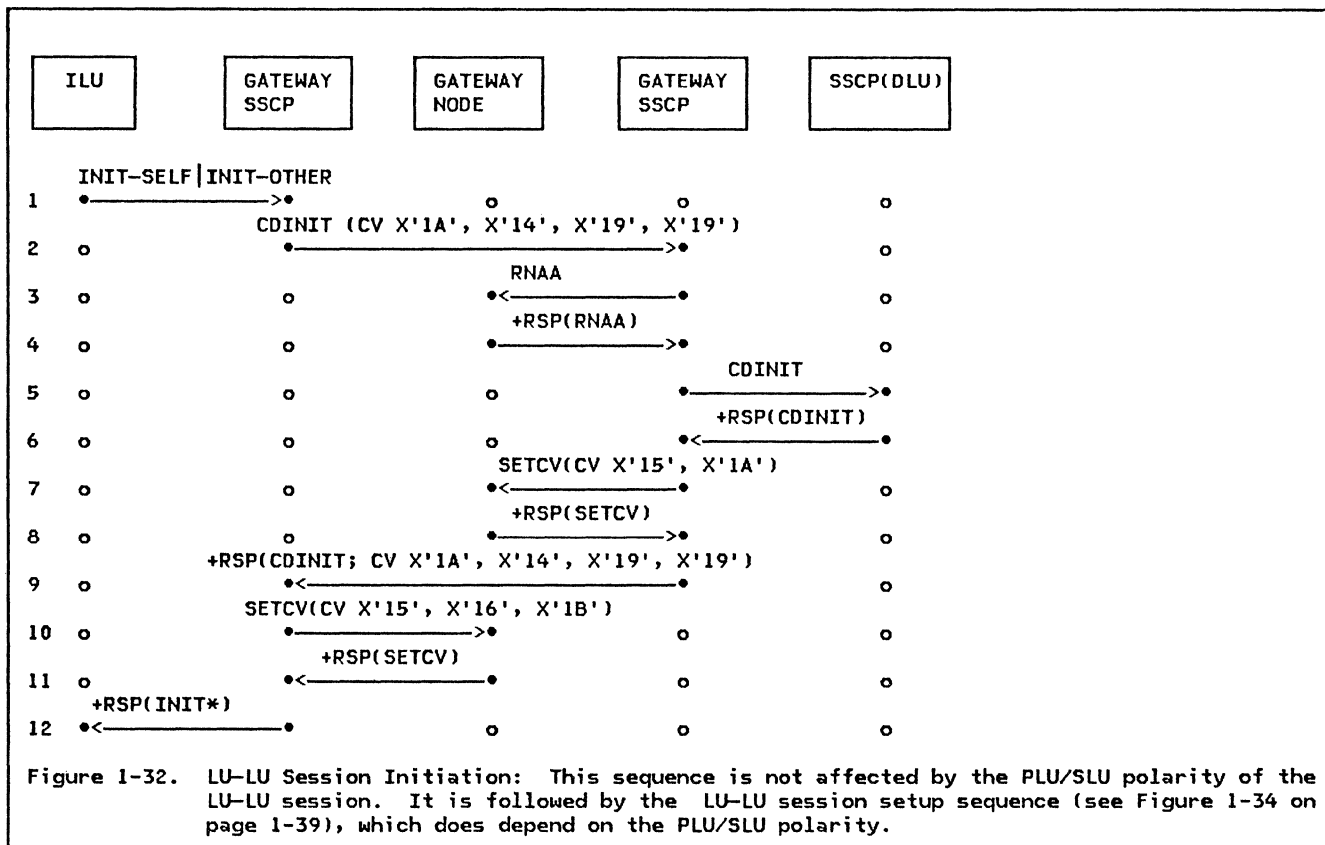 ILU GATEWAY GATEWAY GATEWAY SSCP(DLU)
SSCP NODE SSCP
INIT-SELF|INIT-OTHER
1
CDINIT (CV X'1A', X'14', X'19', X'19')
2
RNAA
3
+RSP(RNAA)
4
CDINIT
5
+RSP(CDINIT)
6
SETCV(CV X'15', X'1A')
7
+RSP(SETCV)
8
+RSP(CDINIT; CV X'1A', X'14', X'19', X'19')
9
SETCV(CV X'15', X'16', X'1B')
10
+RSP(SETCV)
11
+RSP(INIT*)
12
Figure 1-32. LU-LU Session Initiation: This sequence is not affected by the PLU/SLU polarity of the
LU-LU session. It is followed by the LU-LU session setup sequence (see Figure 1-34 on
page 1-39), which does depend on the PLU/SLU polarity.